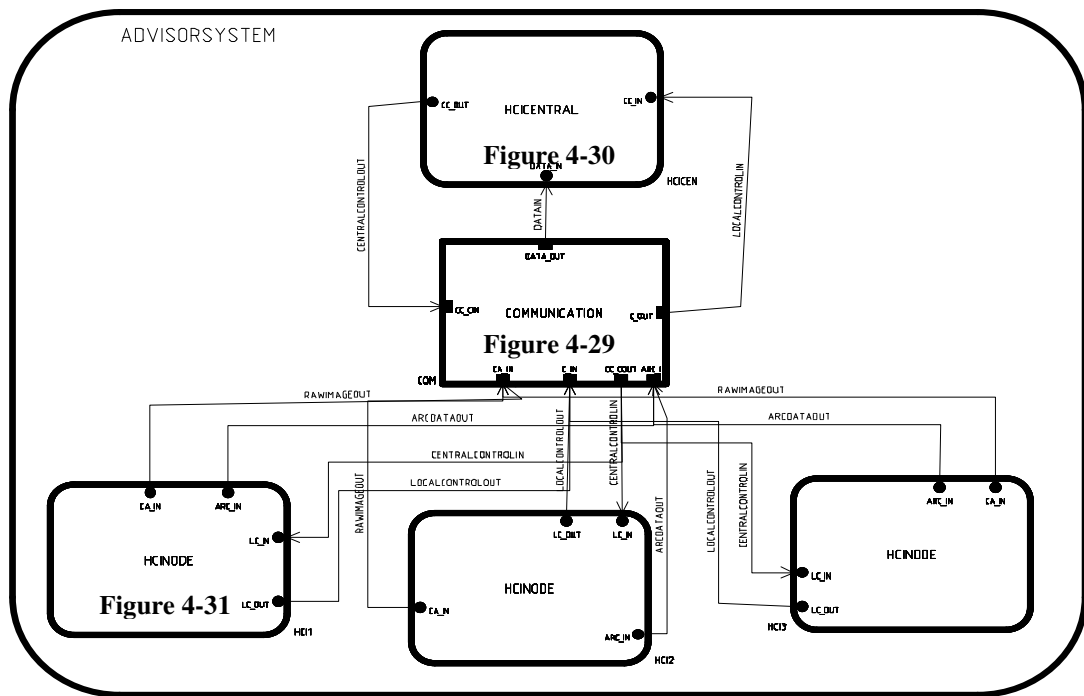 ADVISORSYSTEM
CC_OUT
CC_IN
HCICENTRAL
Figure 4-30
DATA_IN
HCICEN
CENTRALCONTROLOUT
DATAIN
LOCALCONTROLIN
DATA_OUT
CC_CIN
COMMUNICATION
C_OUT
Figure 4-29
CA_IN
C_IN
CC_COUT
COM
RAWIMAGEOUT
RAWIMAGEOUT
ARCDATAOUT
ARCDATAOUT
CENTRALCONTROLIN
LOCALCONTROLOUT
RAWIMAGEOUT
LOCALCONTROLOUT
CENTRALCONTROLIN
ARCDATAOUT
LOCALCONTROLOUT
CENTRALCONTROLIN
CA_IN
ARC_IN
LC_IN
HCINODE
Figure 4-31
LC_OUT
HCI1
LC_OUT
LC_IN
HCINODE
CA_IN
ARC_IN
HCI2
ARC_IN
CA_IN
HCINODE
LC_IN
LC_OUT
HCI3